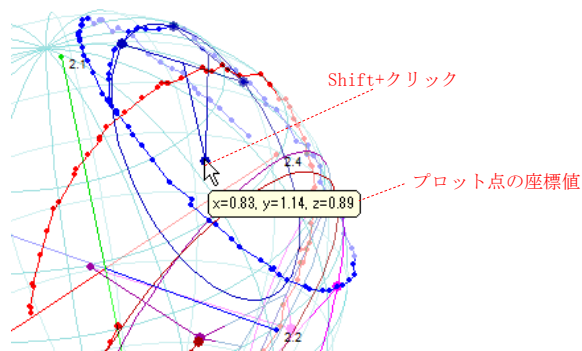 2.1
Shift+クリック
2.4
プロット点の座標値
x=0.83, y=1.14, z=0.89
2.2